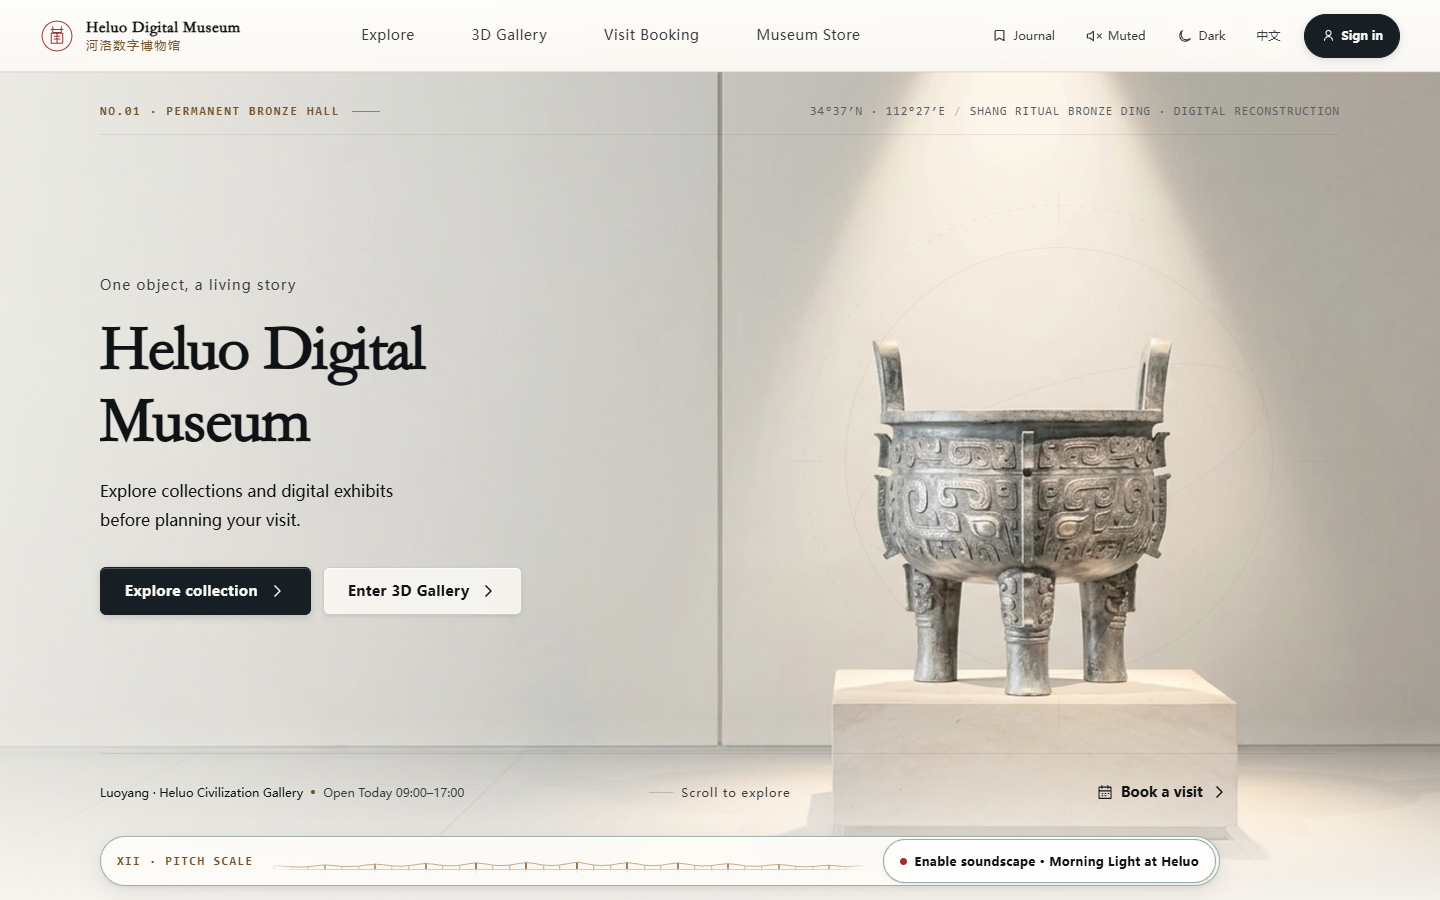 Heluo Digital Museum
河洛数字博物馆
Explore
3D Gallery
Visit Booking
Museum Store
Journal
Muted
Dark
中文
Sign in
NO.01 · PERMANENT BRONZE HALL
34°37′N · 112°27′E / SHANG RITUAL BRONZE DING · DIGITAL RECONSTRUCTION
One object, a living story
Heluo Digital
Museum
Explore collections and digital exhibits
before planning your visit.
Explore collection
Enter 3D Gallery
Luoyang · Heluo Civilization Gallery • Open Today 09:00–17:00
Scroll to explore
Book a visit
XII · PITCH SCALE
Enable soundscape • Morning Light at Heluo